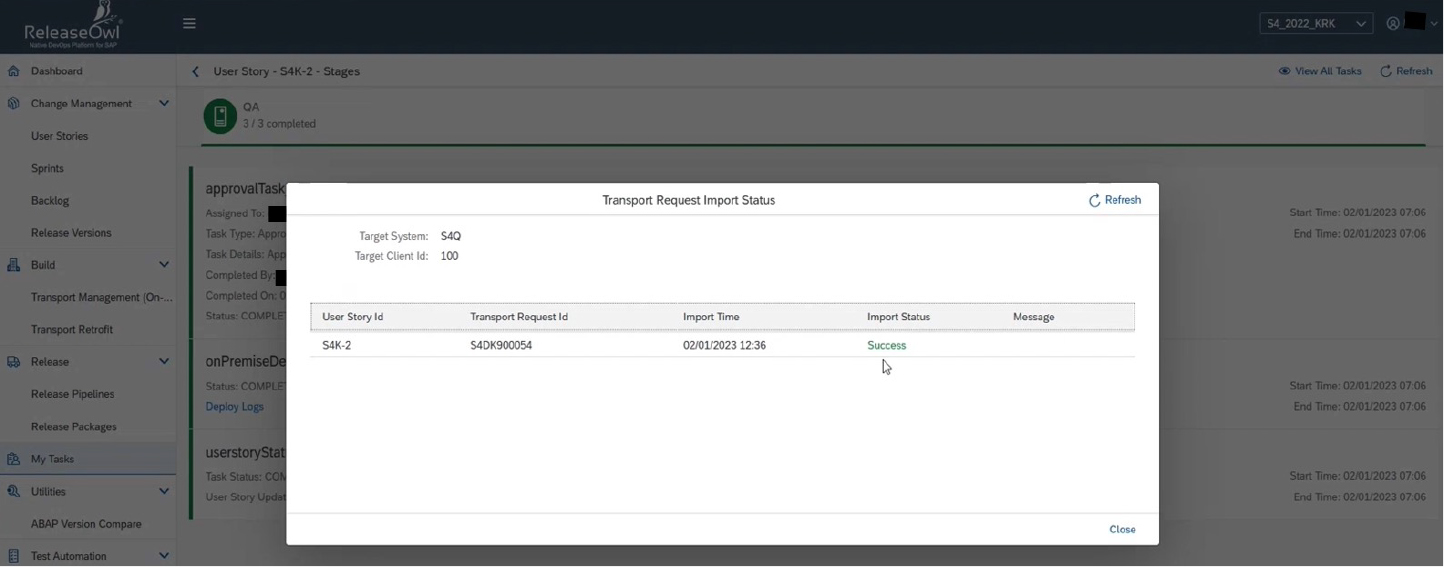 ReleaseOwl
Native DevOps Platform for SAP
S4_2022_KRK
Dashboard
Change Management
User Stories
Sprints
Backlog
Release Versions
Build
Transport Management (On-...
Transport Retrofit
Release
Release Pipelines
Release Packages
My Tasks
Utilities
ABAP Version Compare
Test Automation
User Story - S4K-2 - Stages
View All Tasks
Refresh
QA
3 / 3 completed
approvalTask
Assigned To:
Task Type: Appro
Task Details: App
Completed By:
Completed On: 0
Status: COMPLET
Start Time: 02/01/2023 07:06
End Time: 02/01/2023 07:06
onPremiseDe
Status: COMPLET
Deploy Logs
Start Time: 02/01/2023 07:06
End Time: 02/01/2023 07:06
userstoryStat
Task Status: COM
User Story Updat
Start Time: 02/01/2023 07:06
End Time: 02/01/2023 07:06
Transport Request Import Status
Refresh
Target System: S4Q
Target Client Id: 100
User Story Id Transport Request Id Import Time Import Status Message
S4K-2 S4DK900054 02/01/2023 12:36 Success
Close